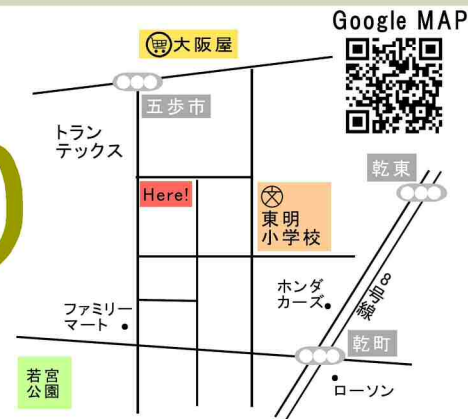 Google MAP
大阪屋
五歩市
トラン
テックス
乾東
Here!
文
東明
小学校
8号線
ホンダ
カーズ
ファミリー
マート
乾町
若宮
公園
ローソン